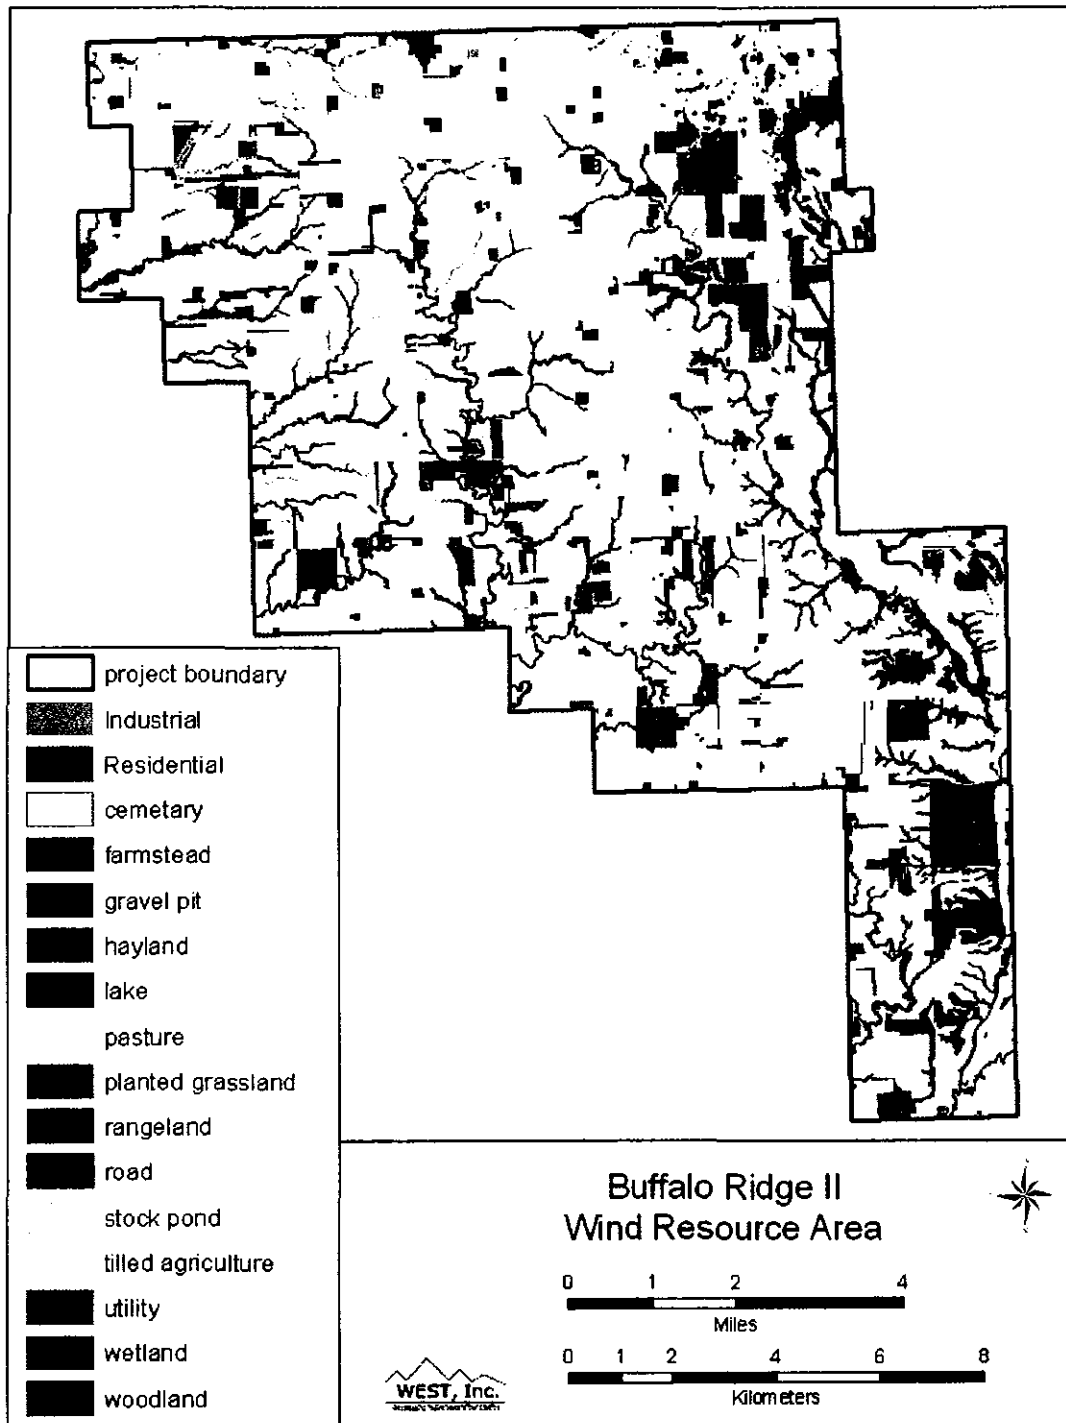 project boundary
Industrial
Residential
cemetary
farmstead
gravel pit
hayland
lake
pasture
planted grassland
rangeland
road
stock pond
tilled agriculture
utility
wetland
woodland
Buffalo Ridge II
Wind Resource Area
0 1 2 4
Miles
0 1 2 4 6 8
Kilometers
WEST, Inc.